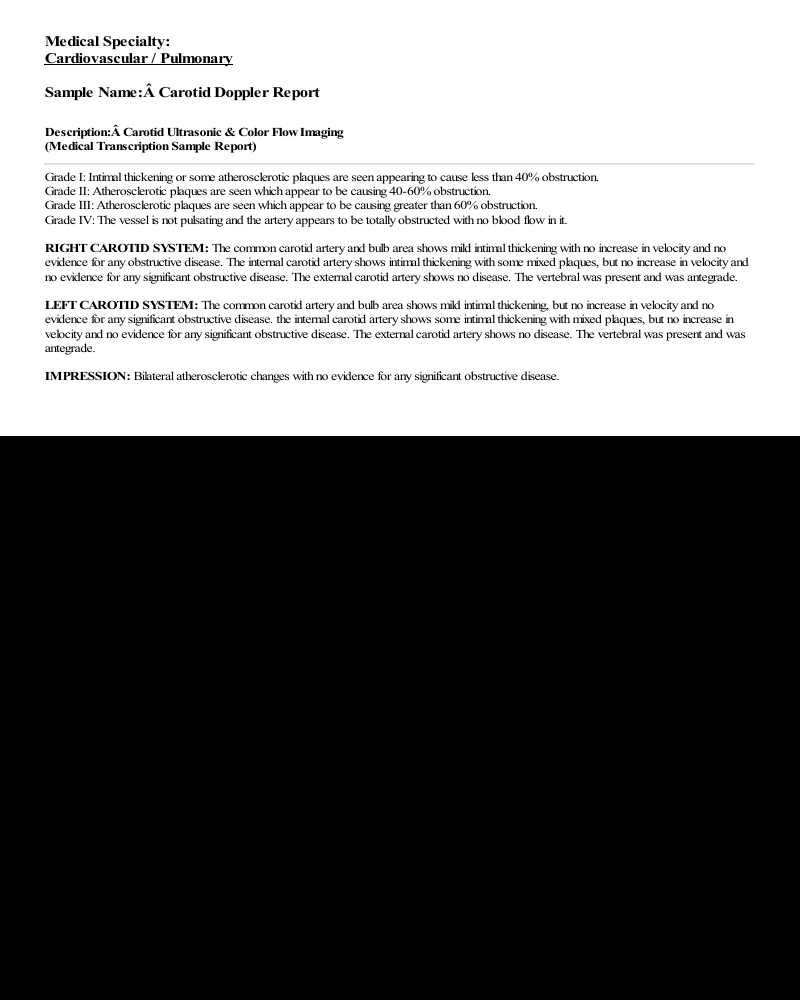 Medical Specialty:
Cardiovascular / Pulmonary
Sample Name:Â Carotid Doppler Report
Description:Â Carotid Ultrasonic & Color Flow Imaging
(Medical Transcription Sample Report)
Grade I: Intimal thickening or some atherosclerotic plaques are seen appearing to cause less than 40% obstruction.
Grade II: Atherosclerotic plaques are seen which appear to be causing 40-60% obstruction.
Grade III: Atherosclerotic plaques are seen which appear to be causing greater than 60% obstruction.
Grade IV: The vessel is not pulsating and the artery appears to be totally obstructed with no blood flow in it.
RIGHT CAROTID SYSTEM: The common carotid artery and bulb area shows mild intimal thickening with no increase in velocity and no
evidence for any obstructive disease. The internal carotid artery shows intimal thickening with some mixed plaques, but no increase in velocity and
no evidence for any significant obstructive disease. The external carotid artery shows no disease. The vertebral was present and was antegrade.
LEFT CAROTID SYSTEM: The common carotid artery and bulb area shows mild intimal thickening, but no increase in velocity and no
evidence for any significant obstructive disease. the internal carotid artery shows some intimal thickening with mixed plaques, but no increase in
velocity and no evidence for any significant obstructive disease. The external carotid artery shows no disease. The vertebral was present and was
antegrade.
IMPRESSION: Bilateral atherosclerotic changes with no evidence for any significant obstructive disease.